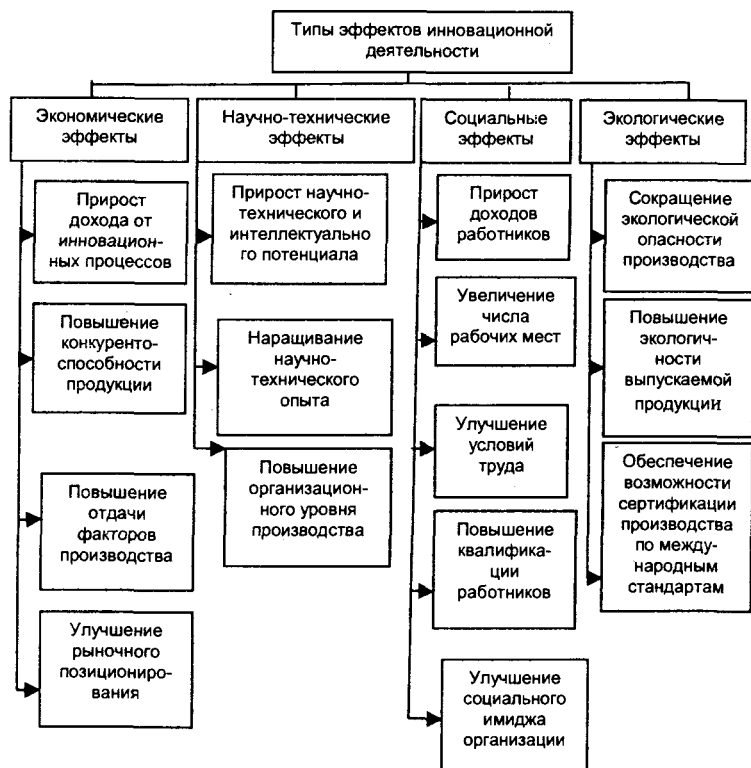 Типы эффектов инновационной
деятельности
Экономические
эффекты
Прирост
дохода от
инновацион-
ных процессов
Повышение
конкуренто-
способности
продукции
Повышение
отдачи
факторов
производства
Улучшение
рыночного
позициониро-
вания
Научно-технические
эффекты
Прирост научно-
технического и
интеллектуально
го потенциала
Наращивание
научно-
технического
опыта
Повышение
организацион-
ного уровня
производства
Социальные
эффекты
Прирост
доходов
работников
Увеличение
числа
рабочих мест
Улучшение
условий
труда
Повышение
квалифика-
ции
работников
Улучшение
социального
имиджа
организации
Экологические
эффекты
Сокращение
экологической
опасности
производства
Повышение
экологич-
ности
выпускаемой
продукции
Обеспечение
возможности
сертификации
производства
по между-
народным
стандартам